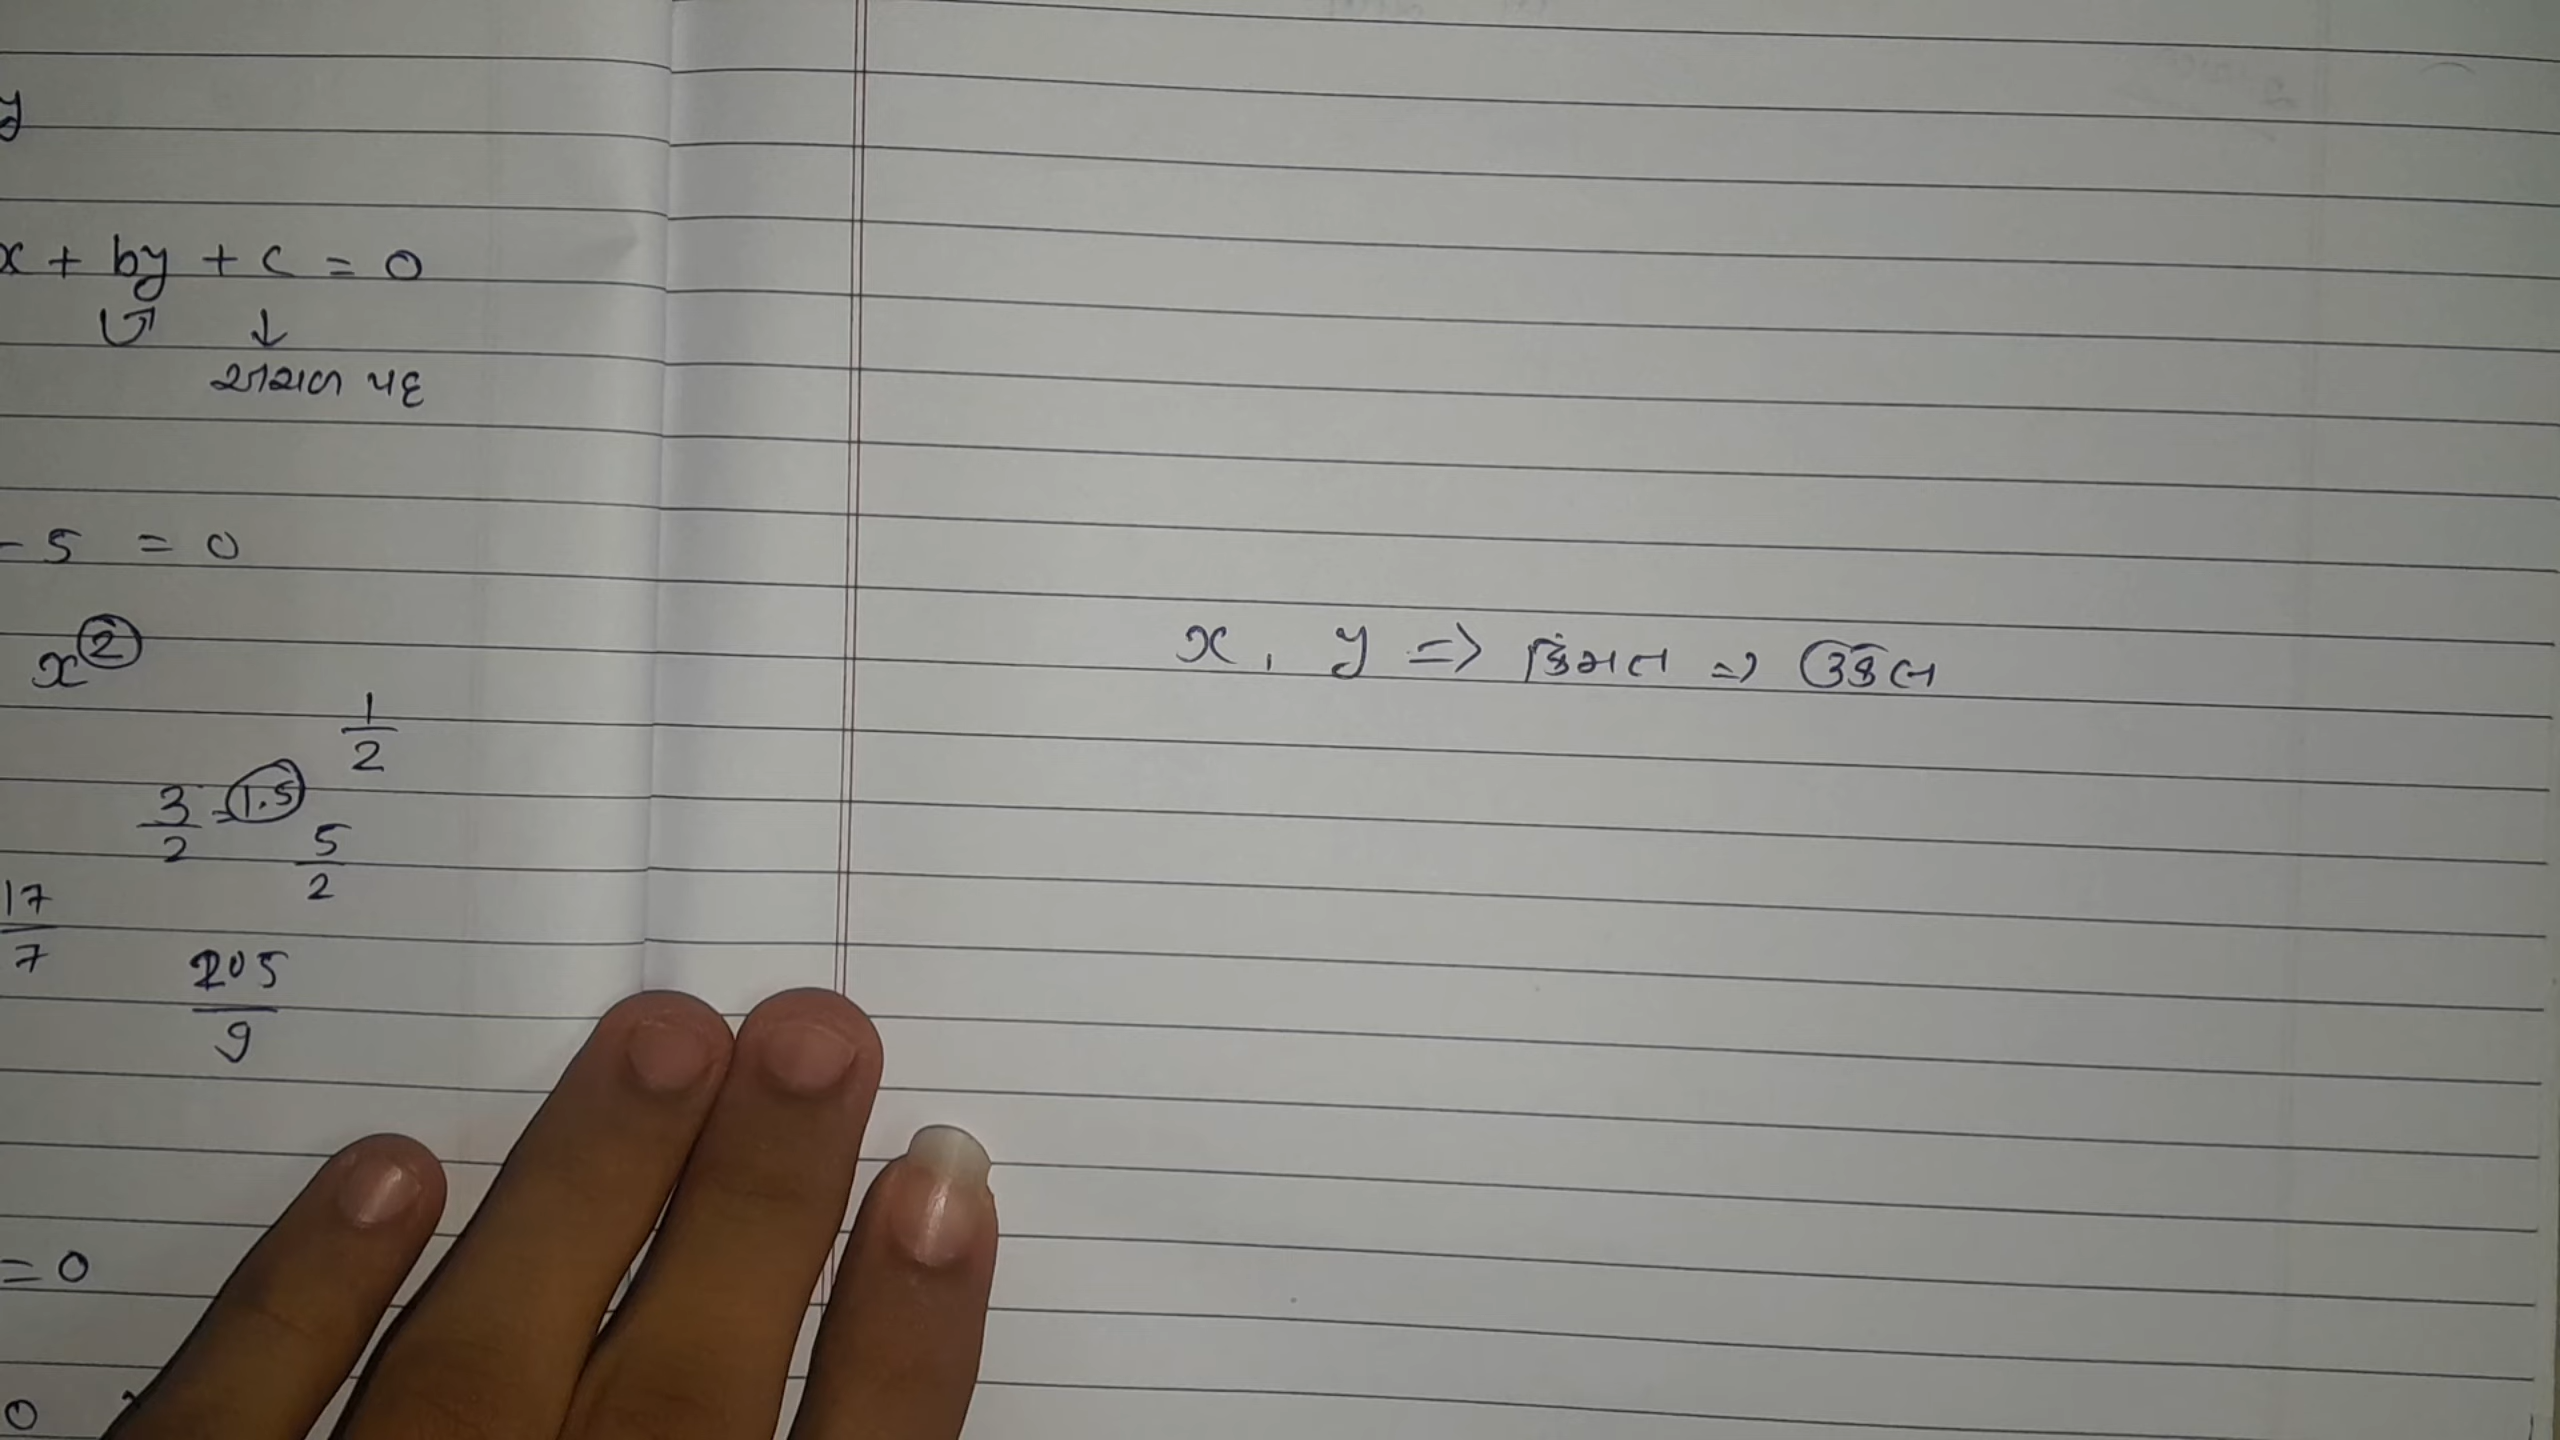 y
x + by + c = 0
અચળ પદ
- 5 = 0
x²
x, y => કિંમત => ઉકેલ
1/2
3/2 = 1.5
5/2
17/7
205/9
= 0
0